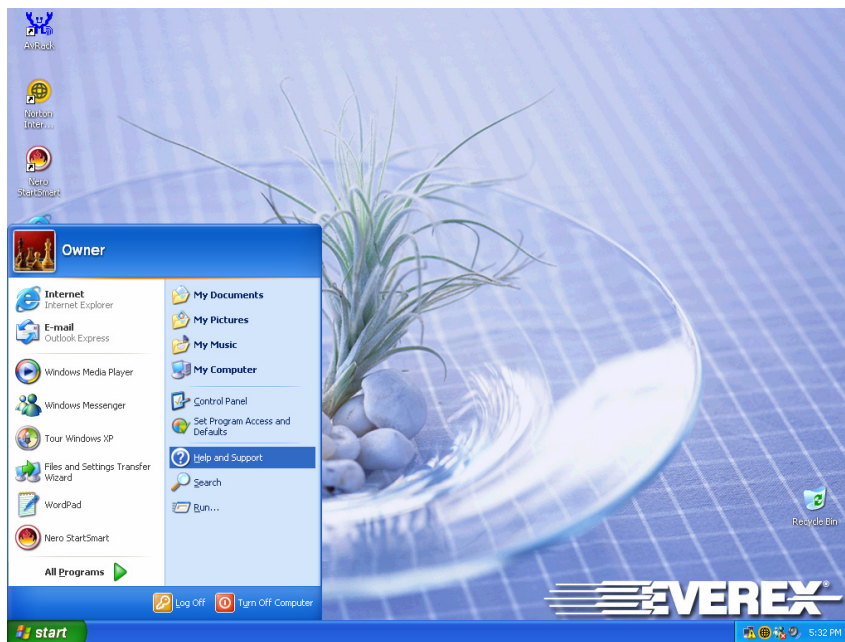 AvRack
Norton
Inter...
Nero
StartSmart
Owner
Internet
Internet Explorer
E-mail
Outlook Express
Windows Media Player
Windows Messenger
Tour Windows XP
Files and Settings Transfer
Wizard
WordPad
Nero StartSmart
All Programs
My Documents
My Pictures
My Music
My Computer
Control Panel
Set Program Access and
Defaults
Help and Support
Search
Run...
Log Off
Turn Off Computer
Recycle Bin
EVEREX®
start
5:32 PM